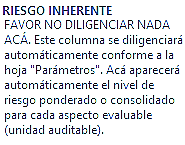 RIESGO INHERENTE
FAVOR NO DILIGENCIAR NADA
ACÁ. Este columna se diligenciará
automáticamente conforme a la
hoja "Parámetros". Acá aparecerá
automáticamente el nivel de
riesgo ponderado o consolidado
para cada aspecto evaluable
(unidad auditable).